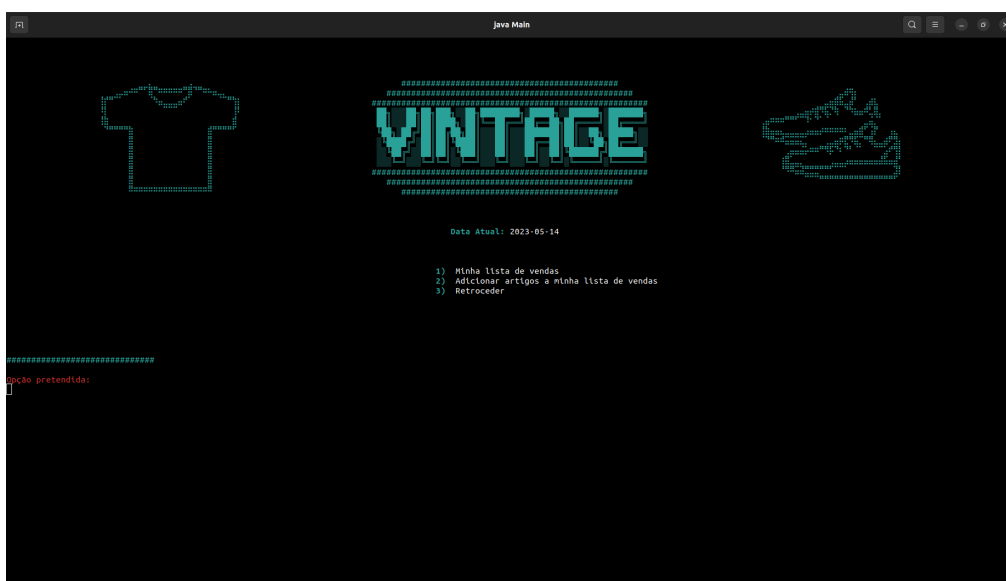 java Main
##########################################
VINTAGE
Data Atual: 2023-05-14
1) Minha lista de vendas
2) Adicionar artigos a minha lista de vendas
3) Retroceder
##############################
Opção pretendida: